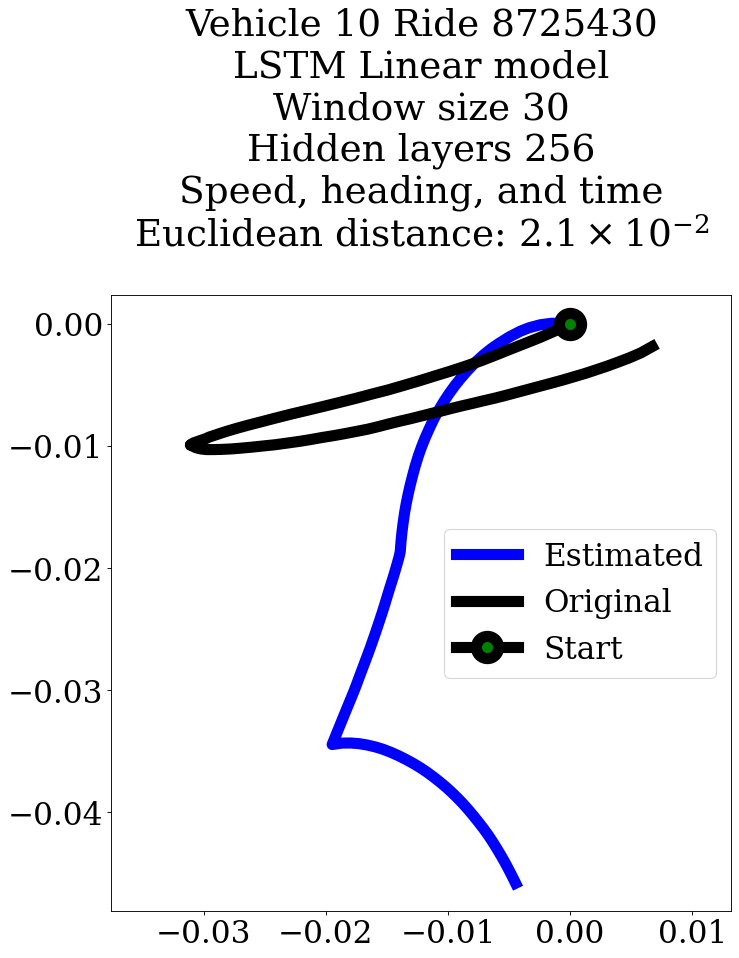 Vehicle 10 Ride 8725430
LSTM Linear model
Window size 30
Hidden layers 256
Speed, heading, and time
Euclidean distance: 2.1 × 10⁻²
0.00
−0.01
−0.02
−0.03
−0.04
Estimated
Original
Start
−0.03 −0.02 −0.01 0.00 0.01